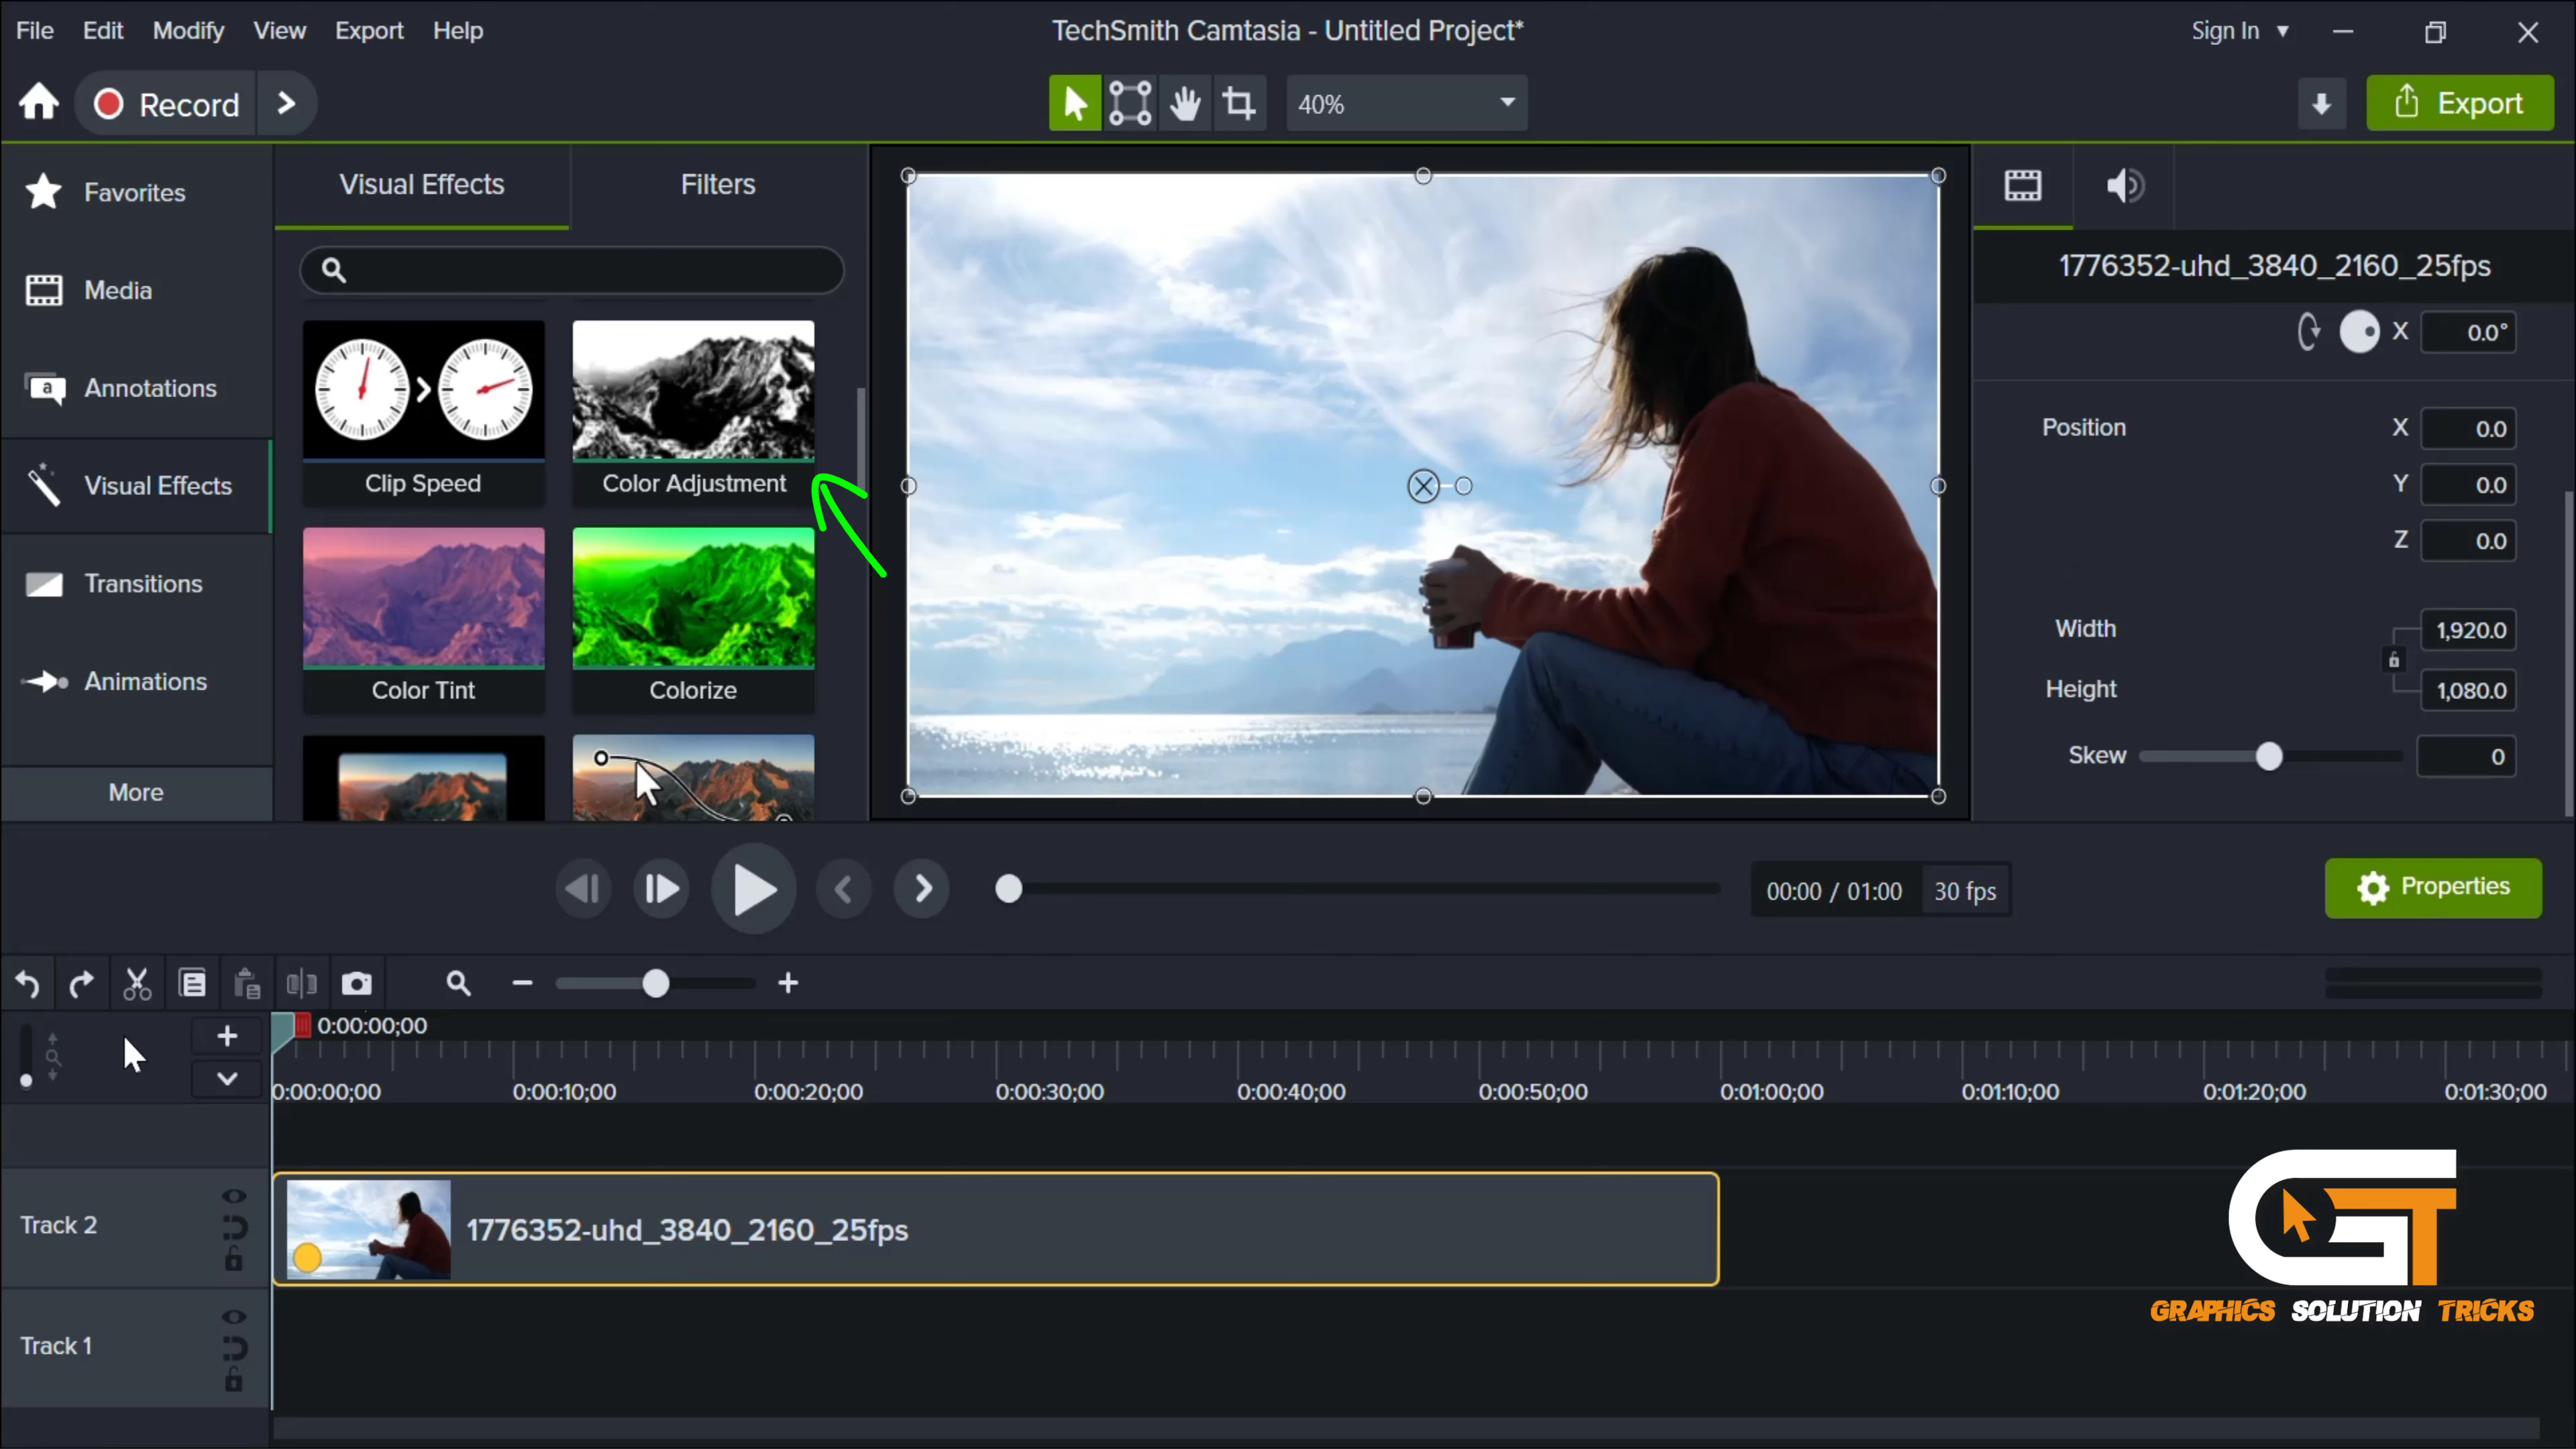 File Edit Modify View Export Help
TechSmith Camtasia - Untitled Project*
Sign In
Record
40%
Export
Favorites
Media
Annotations
Visual Effects
Transitions
Animations
More
Visual Effects Filters
Clip Speed
Color Adjustment
Color Tint
Colorize
1776352-uhd_3840_2160_25fps
X 0.0°
Position X 0.0
Y 0.0
Z 0.0
Width 1,920.0
Height 1,080.0
Skew 0
00:00 / 01:00 30 fps
Properties
0:00:00;00
0:00:00;00 0:00:10;00 0:00:20;00 0:00:30;00 0:00:40;00 0:00:50;00 0:01:00;00 0:01:10;00 0:01:20;00 0:01:30;00
Track 2
1776352-uhd_3840_2160_25fps
Track 1
GST
GRAPHICS SOLUTION TRICKS